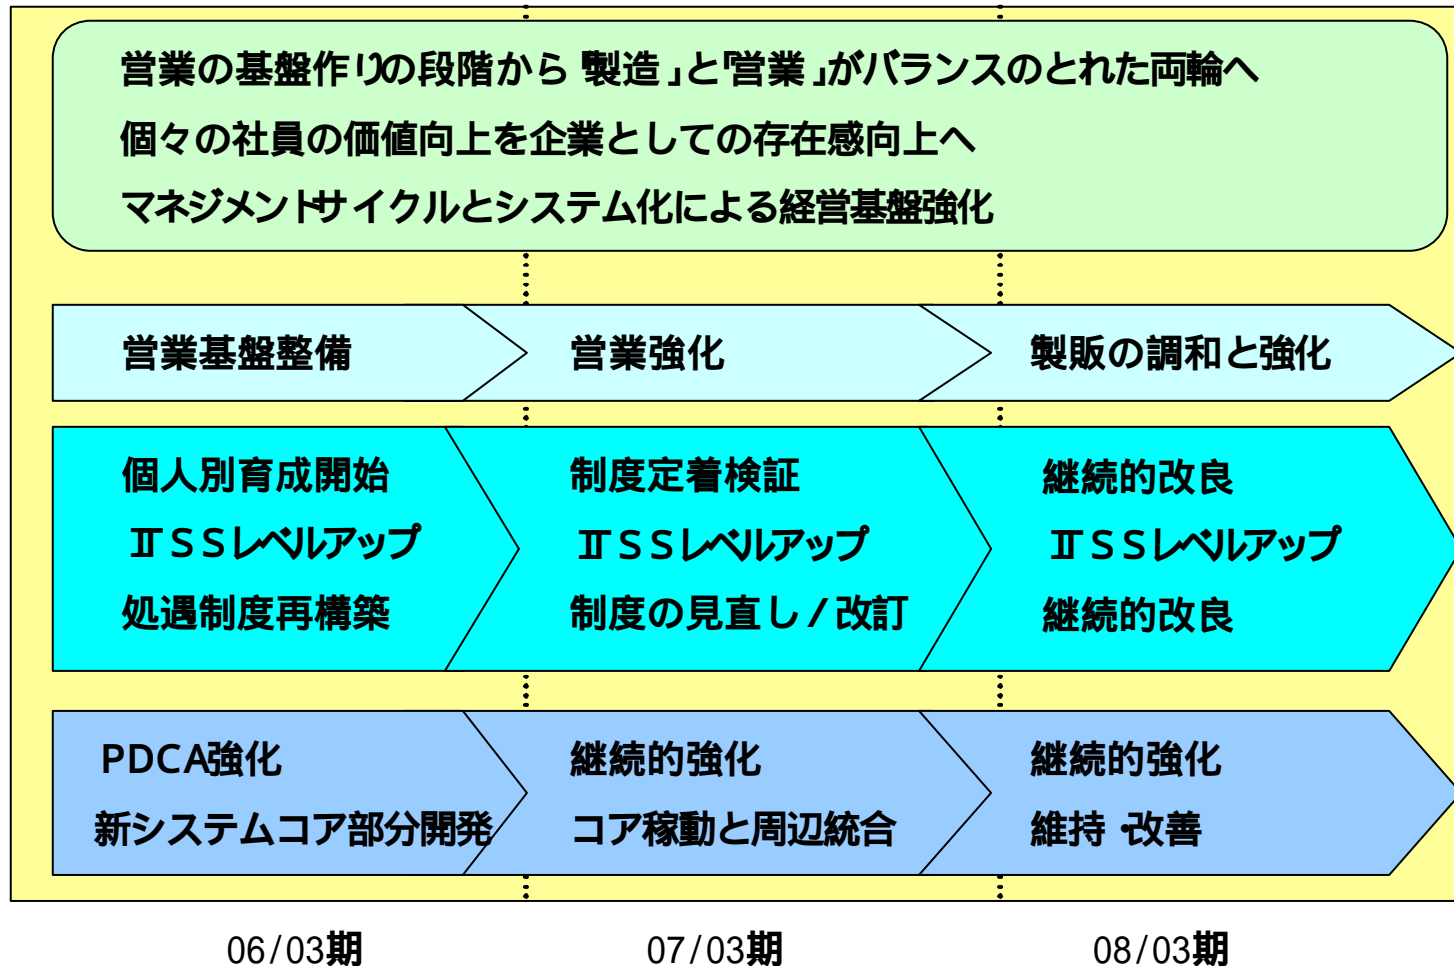 営業の基盤作りの段階から「製造」と「営業」がバランスのとれた両輪へ
個々の社員の価値向上を企業としての存在感向上へ
マネジメントサイクルとシステム化による経営基盤強化
営業基盤整備
営業強化
製販の調和と強化
個人別育成開始
ITSSレベルアップ
処遇制度再構築
制度定着検証
ITSSレベルアップ
制度の見直し/改訂
継続的改良
ITSSレベルアップ
継続的改良
PDCA強化
新システムコア部分開発
継続的強化
コア稼動と周辺統合
継続的強化
維持・改善
06/03期
07/03期
08/03期